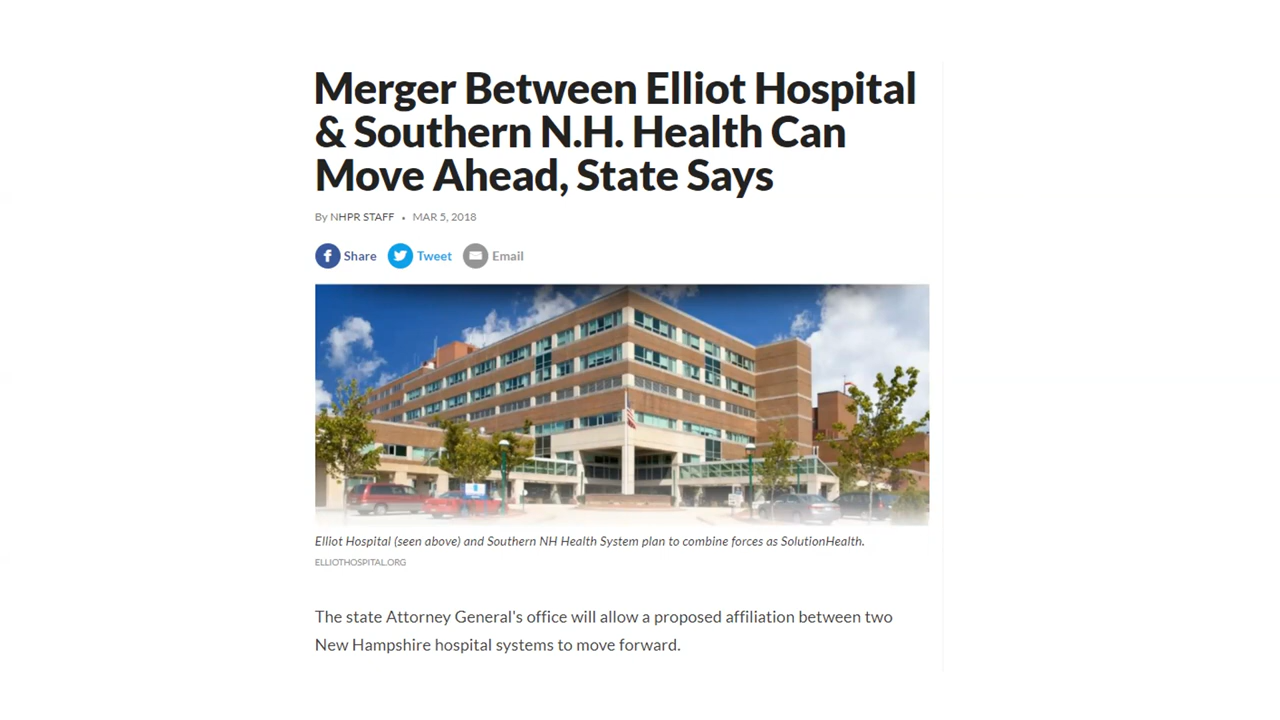 Merger Between Elliot Hospital
& Southern N.H. Health Can
Move Ahead, State Says
By NHPR STAFF • MAR 5, 2018
Share Tweet Email
Elliot Hospital (seen above) and Southern NH Health System plan to combine forces as SolutionHealth.
ELLIOTHOSPITAL.ORG
The state Attorney General's office will allow a proposed affiliation between two
New Hampshire hospital systems to move forward.